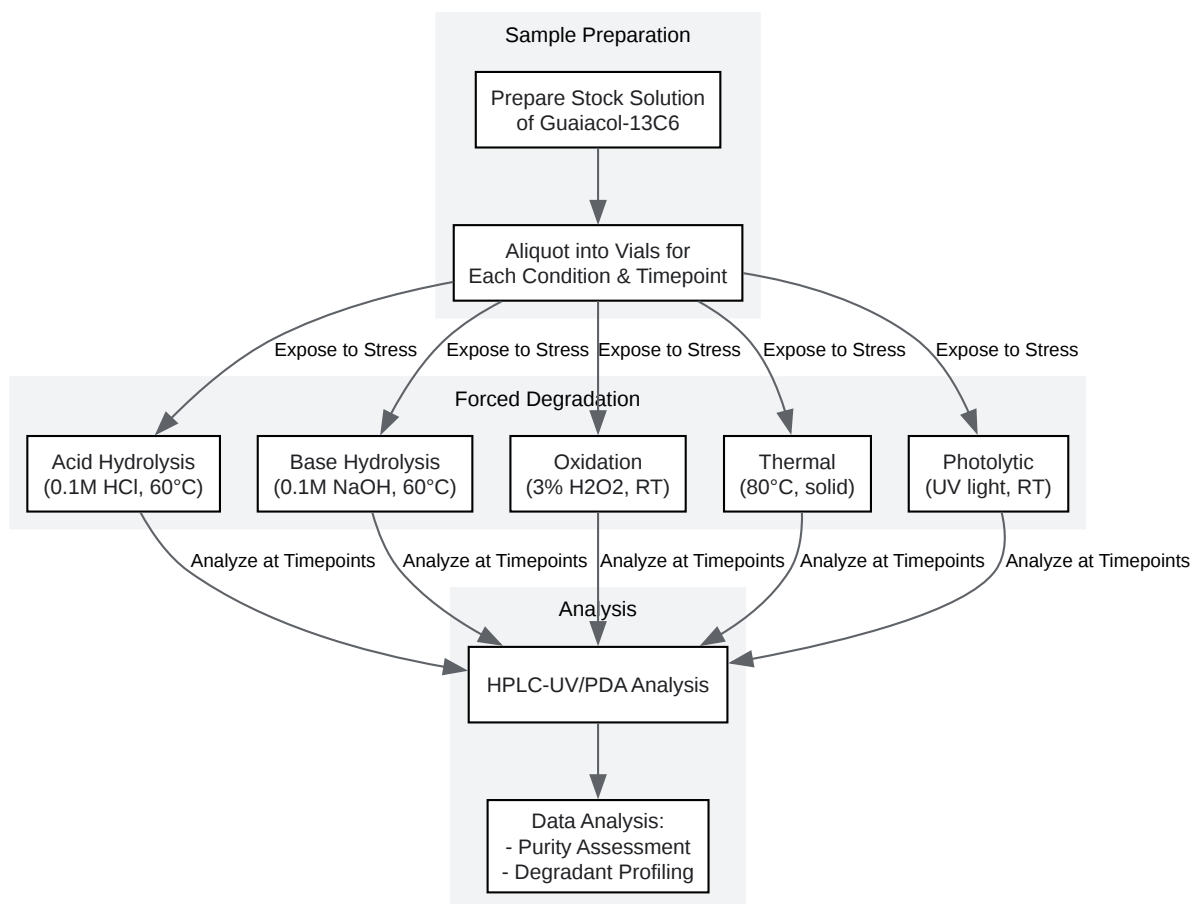 Sample Preparation
Prepare Stock Solution
of Guaiacol-13C6
Aliquot into Vials for
Each Condition & Timepoint
Expose to Stress
Expose to Stress
Expose to Stress
Expose to Stress
Expose to Stress
Forced Degradation
Acid Hydrolysis
(0.1M HCl, 60°C)
Base Hydrolysis
(0.1M NaOH, 60°C)
Oxidation
(3% H2O2, RT)
Thermal
(80°C, solid)
Photolytic
(UV light, RT)
Analyze at Timepoints
Analyze at Timepoints
Analyze at Timepoints
Analyze at Timepoints
Analyze at Timepoints
Analysis
HPLC-UV/PDA Analysis
Data Analysis:
- Purity Assessment
- Degradant Profiling